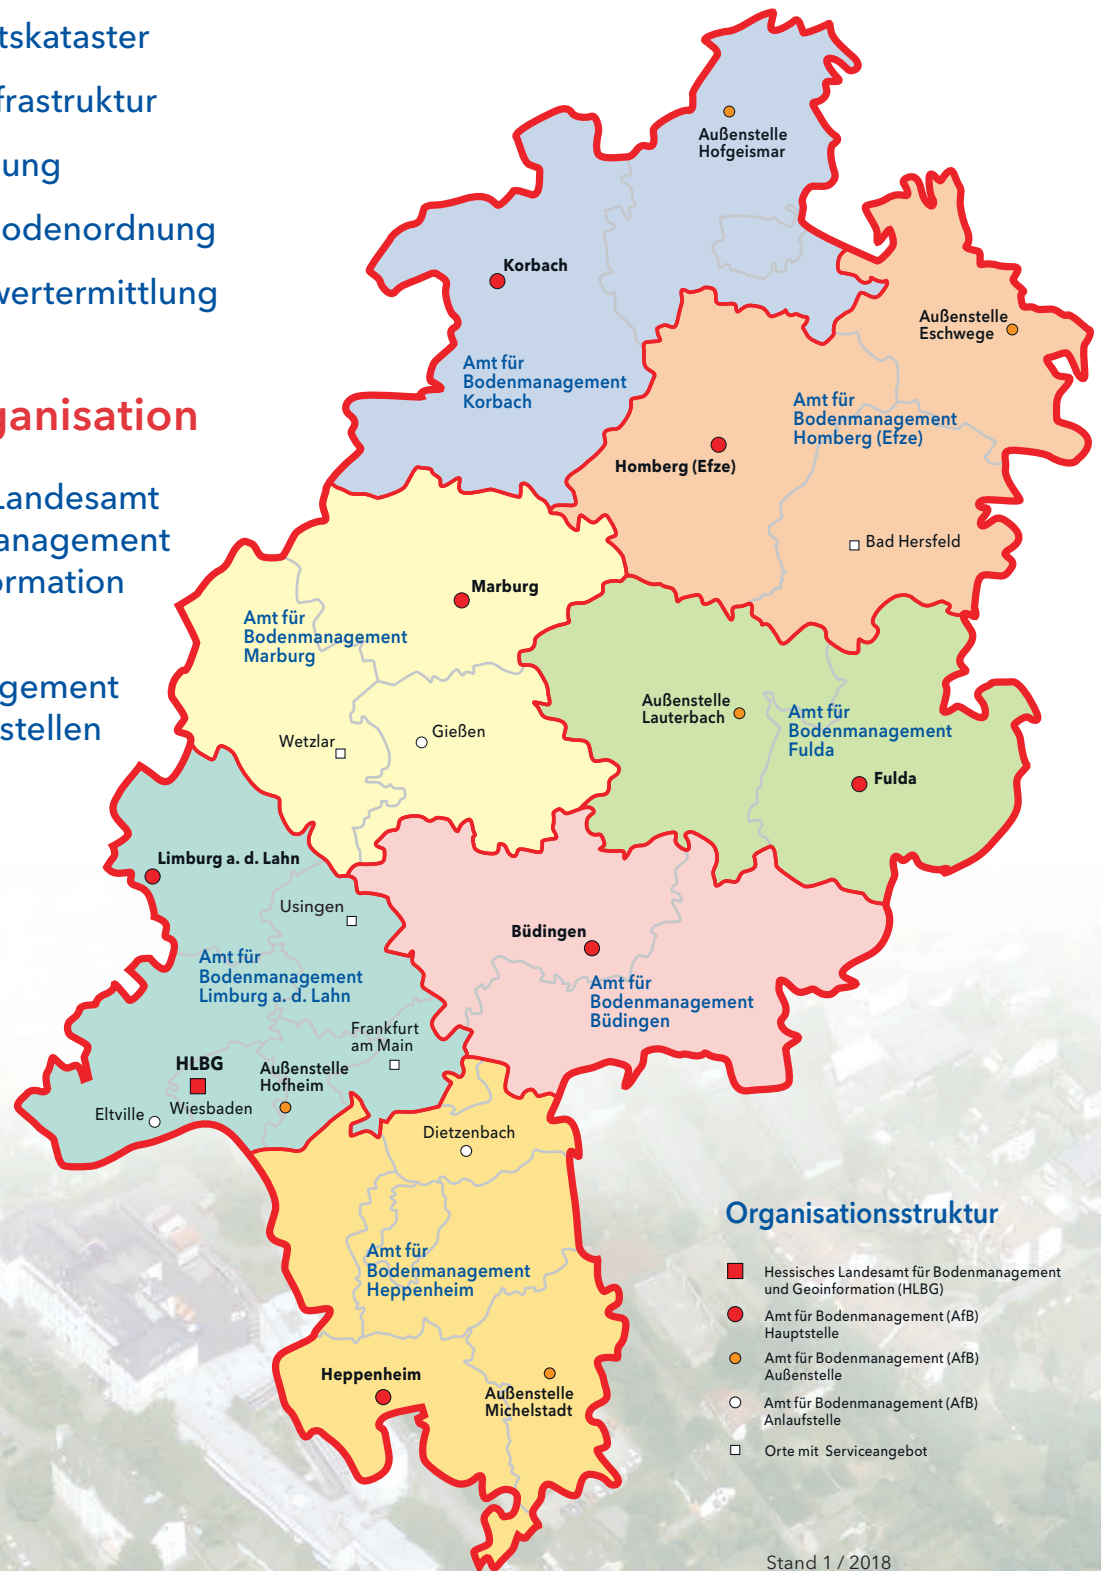 tskataster
frastruktur
ung
odenordnung
wertermittlung
ganisation
Landesamt
anagement
ormation
gement
stellen
Außenstelle
Hofgeismar
Korbach
Amt für
Bodenmanagement
Korbach
Außenstelle
Eschwege
Amt für
Bodenmanagement
Homberg (Efze)
Homberg (Efze)
Bad Hersfeld
Marburg
Amt für
Bodenmanagement
Marburg
Wetzlar
Gießen
Außenstelle
Lauterbach
Amt für
Bodenmanagement
Fulda
Fulda
Limburg a. d. Lahn
Usingen
Amt für
Bodenmanagement
Limburg a. d. Lahn
Büdingen
Amt für
Bodenmanagement
Büdingen
Frankfurt
am Main
HLBG
Wiesbaden
Außenstelle
Hofheim
Eltville
Dietzenbach
Amt für
Bodenmanagement
Heppenheim
Heppenheim
Außenstelle
Michelstadt
Organisationsstruktur
Hessisches Landesamt für Bodenmanagement
und Geoinformation (HLBG)
Amt für Bodenmanagement (AfB)
Hauptstelle
Amt für Bodenmanagement (AfB)
Außenstelle
Amt für Bodenmanagement (AfB)
Anlaufstelle
Orte mit Serviceangebot
Stand 1 / 2018